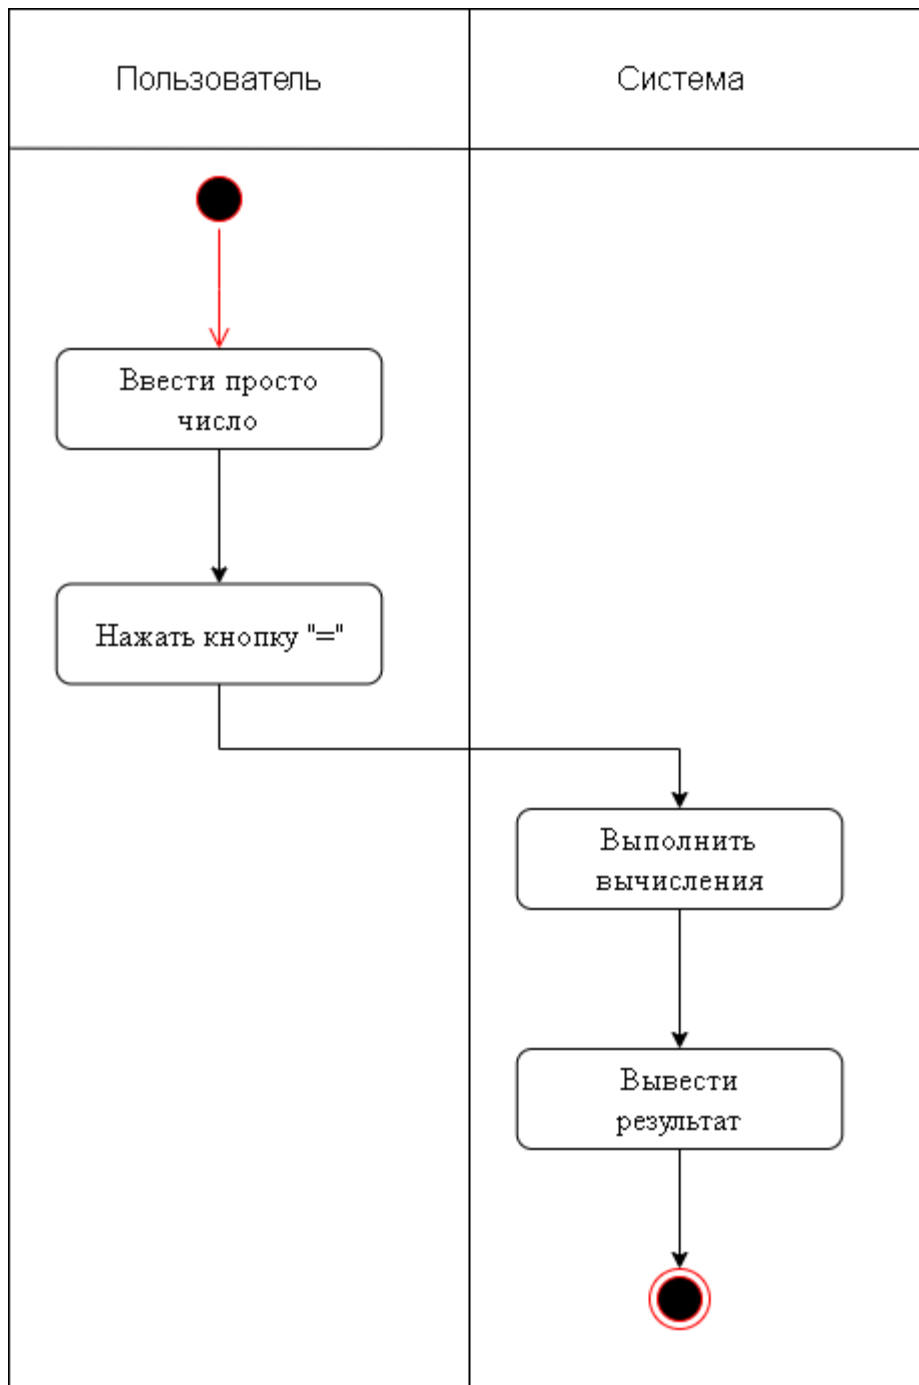 Пользователь
Система
Ввести просто
число
Нажать кнопку "="
Выполнить
вычисления
Вывести
результат